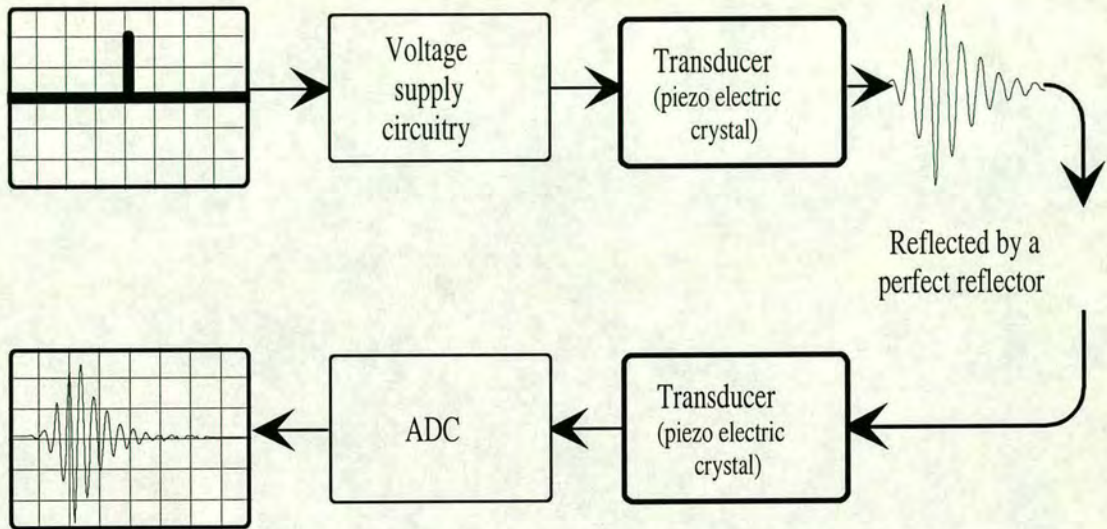 Voltage
supply
circuitry
Transducer
(piezo electric
crystal)
Reflected by a
perfect reflector
ADC
Transducer
(piezo electric
crystal)